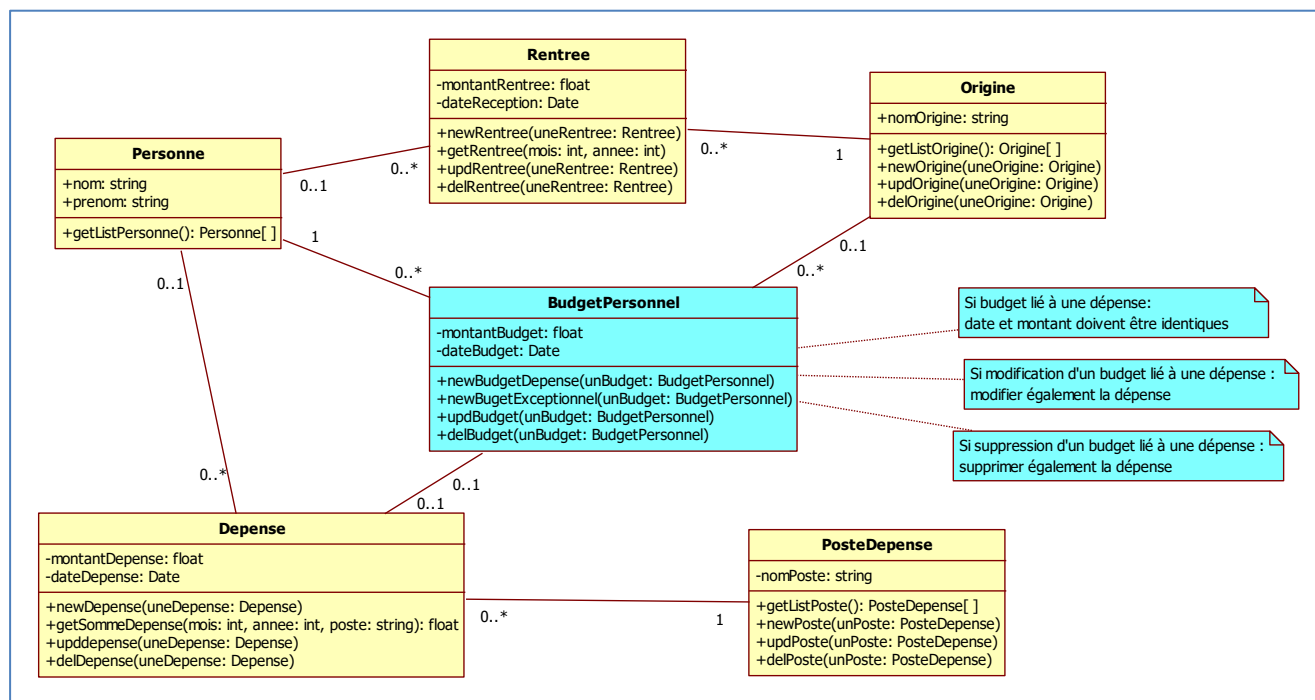 Rentree
-montantRentree: float
-dateReception: Date
+newRentree(uneRentree: Rentree)
+getRentree(mois: int, annee: int)
+updRentree(uneRentree: Rentree)
+delRentree(uneRentree: Rentree)
Origine
+nomOrigine: string
+getListOrigine(): Origine[ ]
+newOrigine(uneOrigine: Origine)
+updOrigine(uneOrigine: Origine)
+delOrigine(uneOrigine: Origine)
Personne
+nom: string
+prenom: string
+getListPersonne(): Personne[ ]
0..1
0..*
0..*
1
1
0..*
0..1
0..*
0..1
0..*
BudgetPersonnel
-montantBudget: float
-dateBudget: Date
+newBudgetDepense(unBudget: BudgetPersonnel)
+newBugetExceptionnel(unBudget: BudgetPersonnel)
+updBudget(unBudget: BudgetPersonnel)
+delBudget(unBudget: BudgetPersonnel)
Si budget lié à une dépense:
date et montant doivent être identiques
Si modification d'un budget lié à une dépense :
modifier également la dépense
Si suppression d'un budget lié à une dépense :
supprimer également la dépense
0..1
0..1
Depense
-montantDepense: float
-dateDepense: Date
+newDepense(uneDepense: Depense)
+getSommeDepense(mois: int, annee: int, poste: string): float
+upddepense(uneDepense: Depense)
+delDepense(uneDepense: Depense)
0..*
1
PosteDepense
-nomPoste: string
+getListPoste(): PosteDepense[ ]
+newPoste(unPoste: PosteDepense)
+updPoste(unPoste: PosteDepense)
+delPoste(unPoste: PosteDepense)